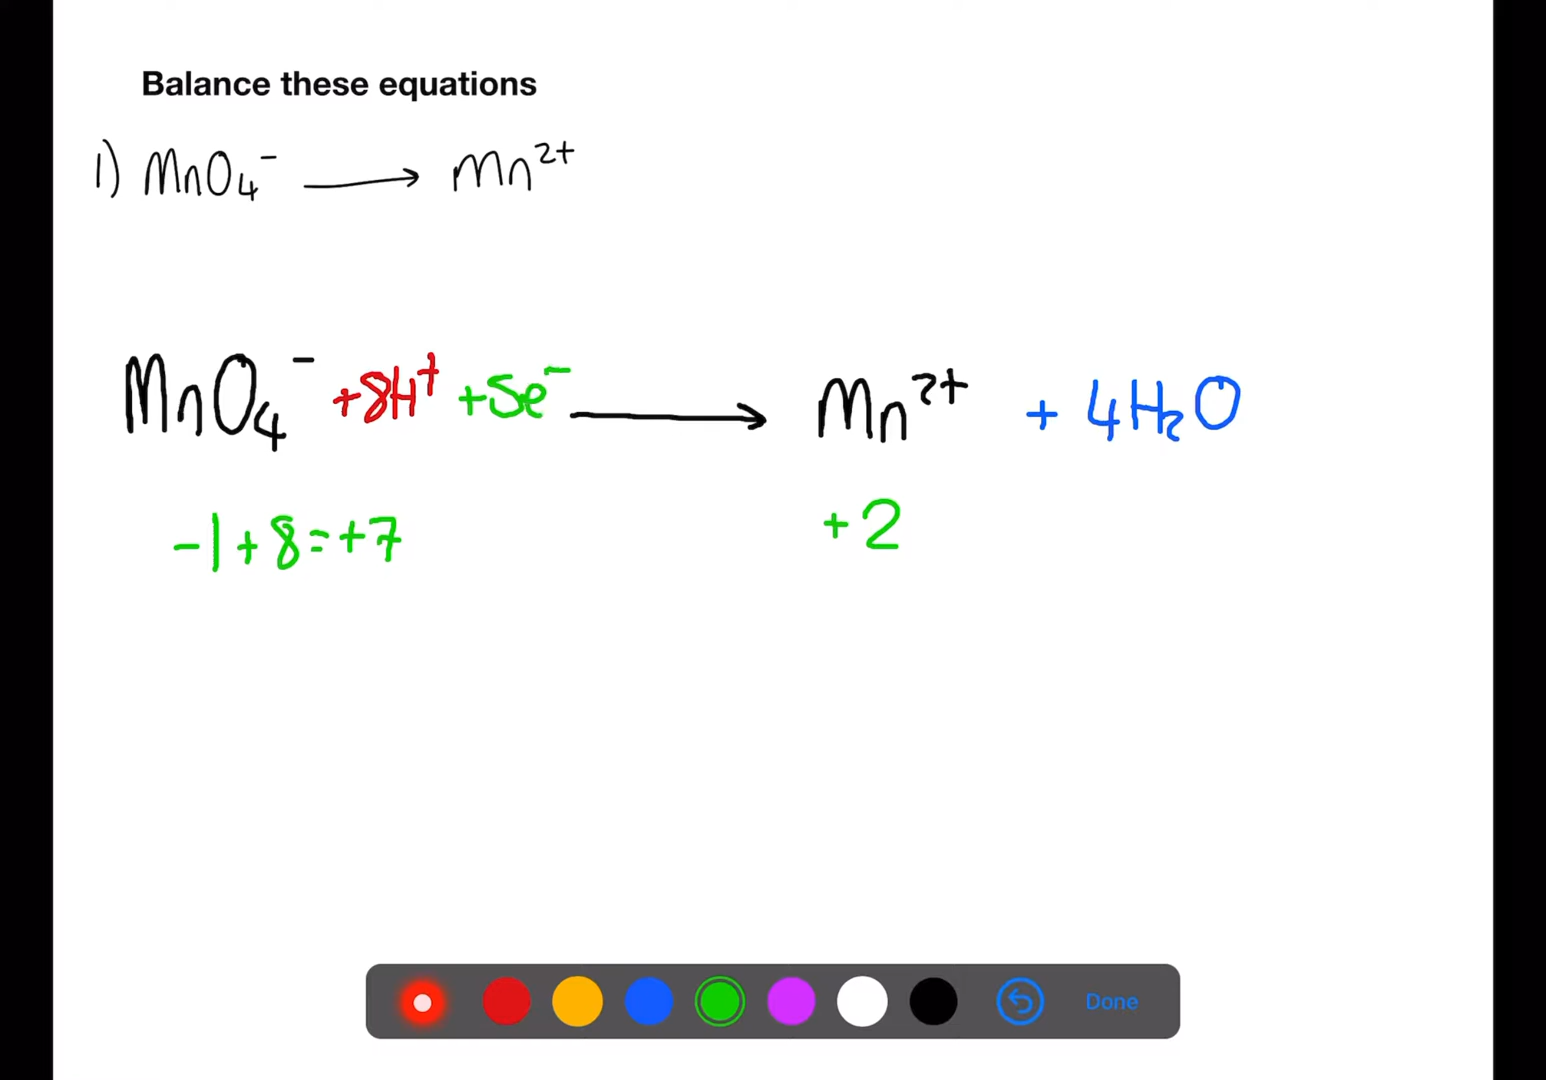 Balance these equations
1) MnO₄⁻ ⟶ Mn²⁺
MnO₄⁻ +8H⁺ +5e⁻ ⟶ Mn²⁺ + 4H₂O
-1+8=+7 +2
Done